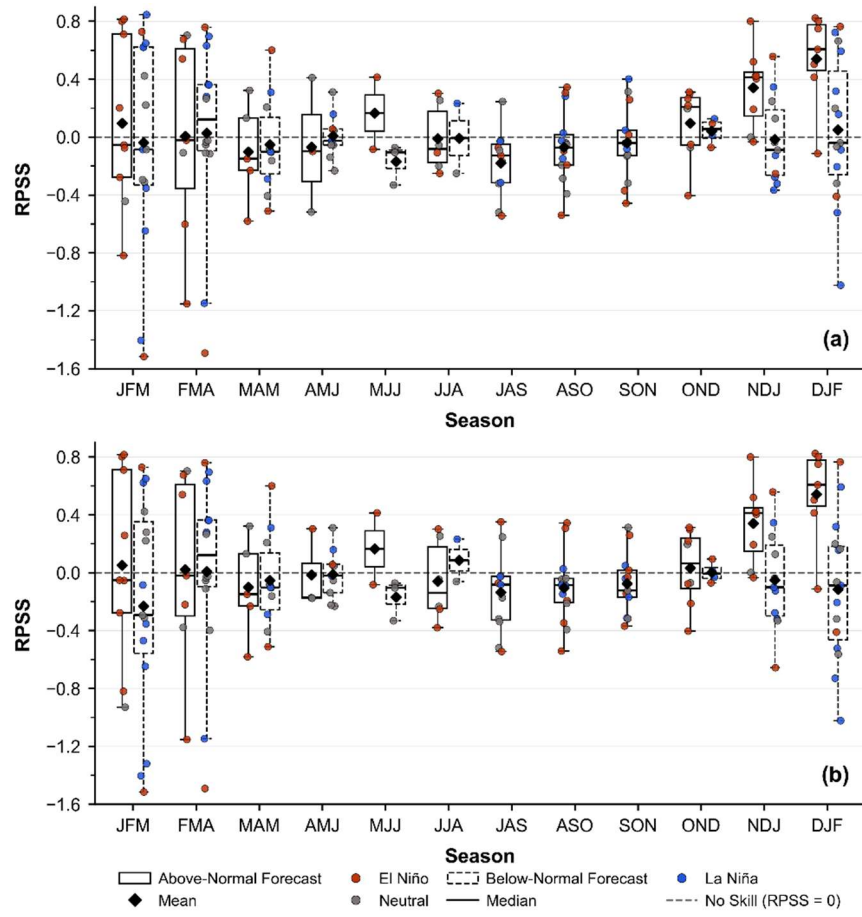 0.8
0.4
0.0
−0.4
−0.8
−1.2
−1.6
RPSS
(a)
JFM FMA MAM AMJ MJJ JJA JAS ASO SON OND NDJ DJF
Season
0.8
0.4
0.0
−0.4
−0.8
−1.2
−1.6
RPSS
(b)
JFM FMA MAM AMJ MJJ JJA JAS ASO SON OND NDJ DJF
Season
Above-Normal Forecast El Niño Below-Normal Forecast La Niña
Mean Neutral Median No Skill (RPSS = 0)